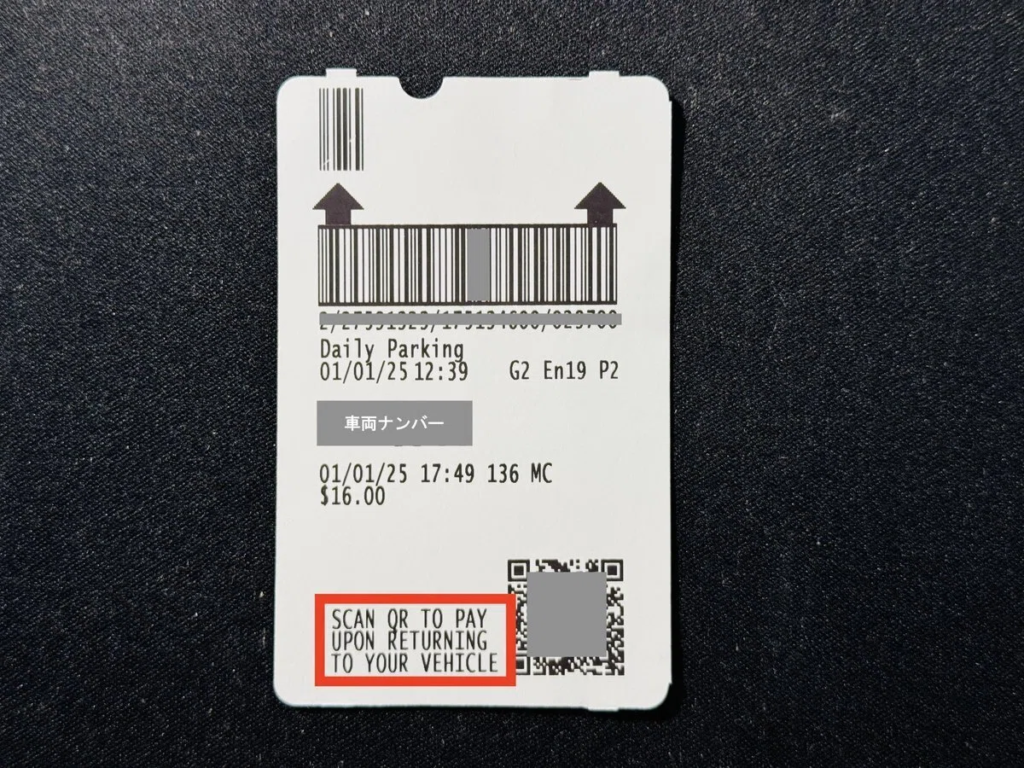 Daily Parking
01/01/25 12:39 G2 En19 P2
車両ナンバー
01/01/25 17:49 136 MC
$16.00
SCAN QR TO PAY
UPON RETURNING
TO YOUR VEHICLE